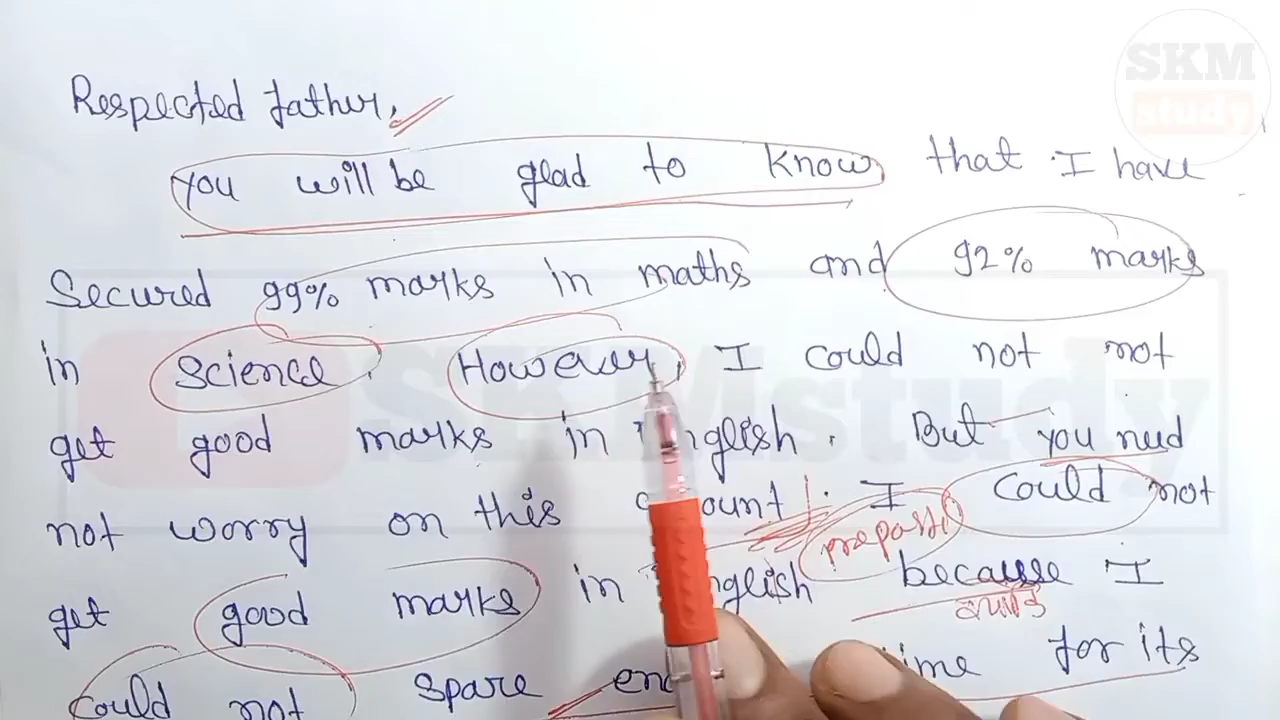 SKM
study
Respected father,
you will be glad to know that I have
Secured 99% marks in maths and 92% marks
in Science. However, I could not not
get good marks in English. But you need
not worry on this account. I could not
get good marks in English because I
could not spare time for its
SKMstudy